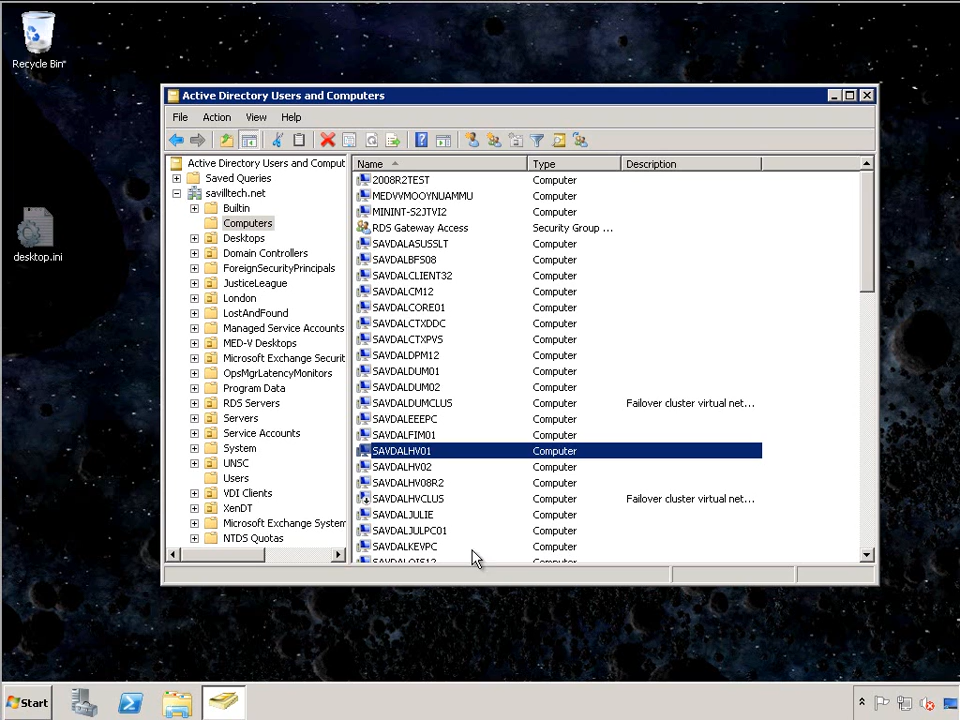 Recycle Bin
desktop.ini
Active Directory Users and Computers
File Action View Help
Active Directory Users and Comput
Saved Queries
savilltech.net
Builtin
Computers
Desktops
Domain Controllers
ForeignSecurityPrincipals
JusticeLeague
London
LostAndFound
Managed Service Accounts
MED-V Desktops
Microsoft Exchange Securit
OpsMgrLatencyMonitors
Program Data
RDS Servers
Servers
Service Accounts
System
UNSC
Users
VDI Clients
XenDT
Microsoft Exchange System
NTDS Quotas
Name Type Description
2008R2TEST Computer
MEDVVMOOYNUAMMU Computer
MININT-S2JTVI2 Computer
RDS Gateway Access Security Group ...
SAVDALASUSSLT Computer
SAVDALBFS08 Computer
SAVDALCLIENT32 Computer
SAVDALCM12 Computer
SAVDALCORE01 Computer
SAVDALCTXDDC Computer
SAVDALCTXPVS Computer
SAVDALDPM12 Computer
SAVDALDUM01 Computer
SAVDALDUM02 Computer
SAVDALDUMCLUS Computer Failover cluster virtual net...
SAVDALEEEPC Computer
SAVDALFIM01 Computer
SAVDALHV01 Computer
SAVDALHV02 Computer
SAVDALHV08R2 Computer
SAVDALHVCLUS Computer Failover cluster virtual net...
SAVDALJULIE Computer
SAVDALJULPC01 Computer
SAVDALKEVPC Computer
Computer
Start